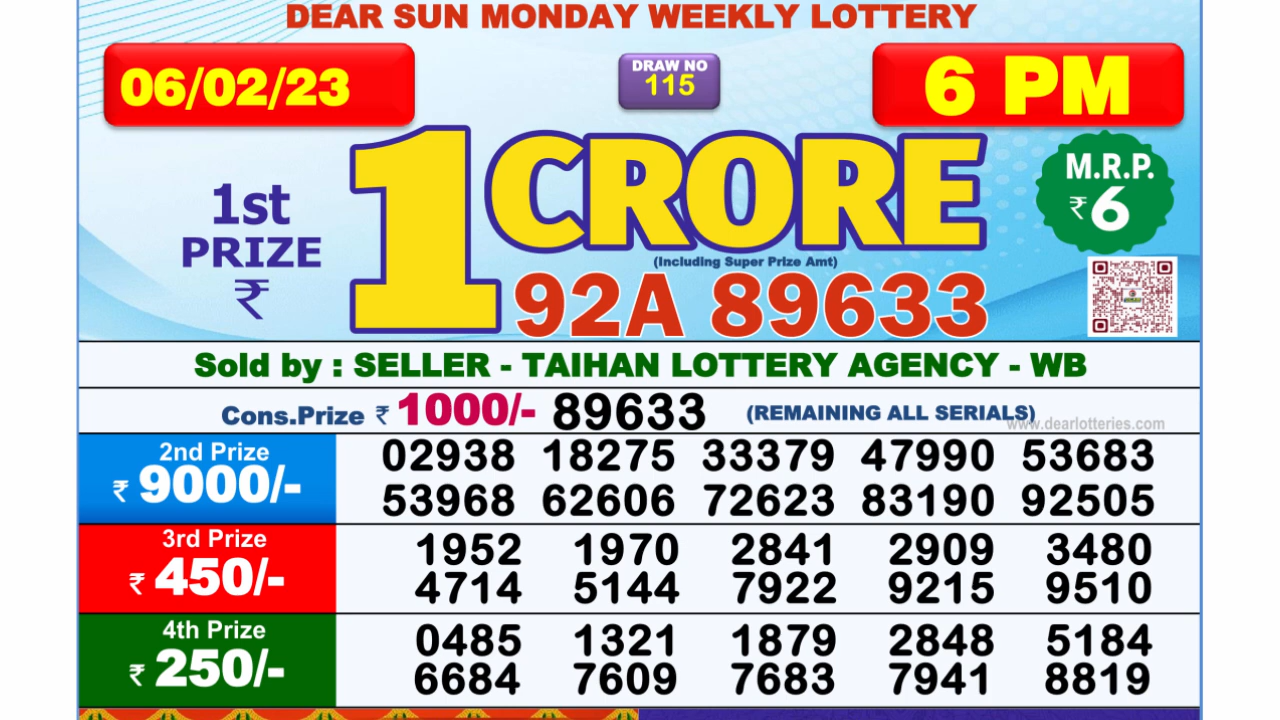 DEAR SUN MONDAY WEEKLY LOTTERY
06/02/23
DRAW NO
115
6 PM
1st
PRIZE
₹
1 CRORE
(Including Super Prize Amt)
M.R.P.
₹ 6
92A 89633
Sold by : SELLER - TAIHAN LOTTERY AGENCY - WB
Cons.Prize ₹ 1000/- 89633 (REMAINING ALL SERIALS)
www.dearlotteries.com
2nd Prize
₹ 9000/-
02938 18275 33379 47990 53683
53968 62606 72623 83190 92505
3rd Prize
₹ 450/-
1952 1970 2841 2909 3480
4714 5144 7922 9215 9510
4th Prize
₹ 250/-
0485 1321 1879 2848 5184
6684 7609 7683 7941 8819